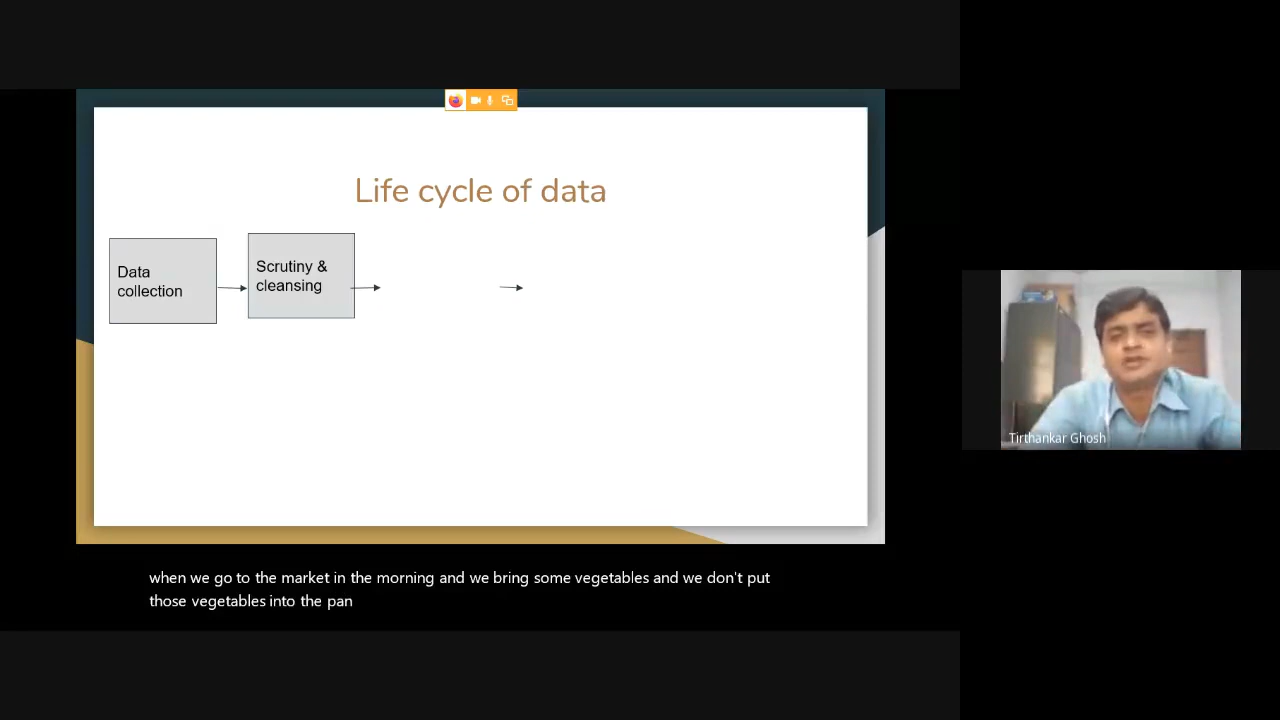 Life cycle of data
Data
collection
Scrutiny &
cleansing
Tirthankar Ghosh
when we go to the market in the morning and we bring some vegetables and we don't put
those vegetables into the pan